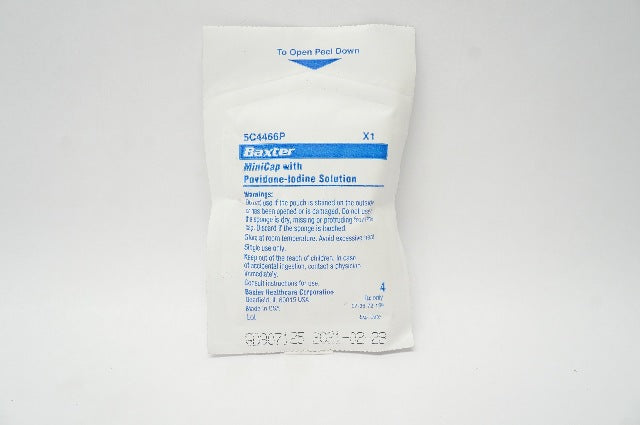 To Open Peel Down
5C4466P X1
Baxter
MiniCap with
Povidone-Iodine Solution
Warnings:
Do not use if the pouch is stained on the outside
or has been opened or is damaged. Do not use if
the sponge is dry, missing or protruding from the
cap. Discard if the sponge is touched.
Store at room temperature. Avoid excessive heat.
Single use only.
Keep out of the reach of children. In case
of accidental ingestion, contact a physician
immediately.
Consult instructions for use. 4
Baxter Healthcare Corporation Rx only
Deerfield, IL 60015 USA
Made in USA
Lot Exp. Date
GD907125 2021-02-28